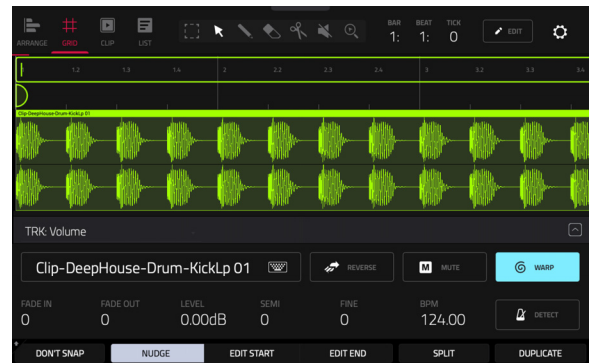 BAR BEAT TICK
1: 1: 0
EDIT
ARRANGE GRID CLIP LIST
1 1.2 1.3 1.4 2 2.2 2.3 2.4 3 3.2 3.3 3.4
Clip-DeepHouse-Drum-KickLp 01
TRK: Volume
Clip-DeepHouse-Drum-KickLp 01 REVERSE M MUTE WARP
FADE IN FADE OUT LEVEL SEMI FINE BPM
0 0 0.00dB 0 0 124.00 DETECT
DON'T SNAP NUDGE EDIT START EDIT END SPLIT DUPLICATE